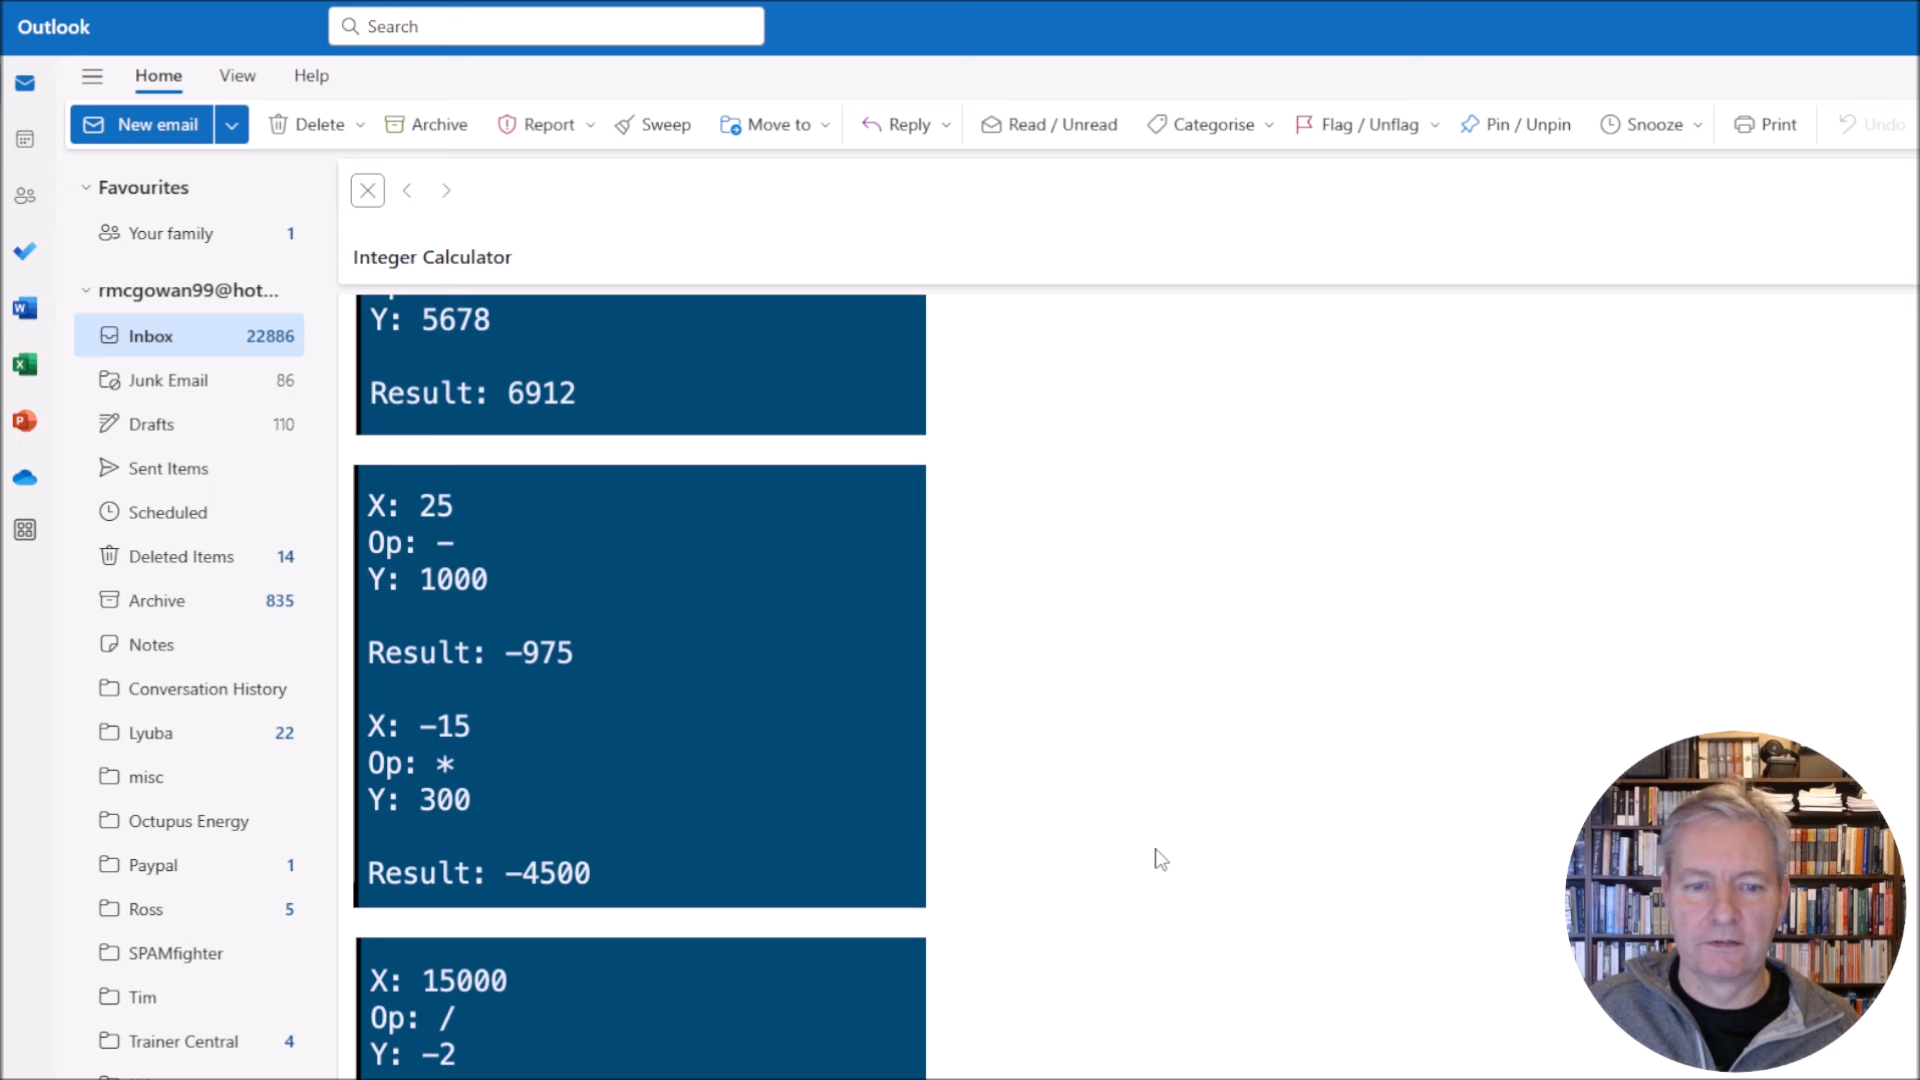 Outlook
Search
Home View Help
New email Delete Archive Report Sweep Move to Reply Read / Unread Categorise Flag / Unflag Pin / Unpin Snooze Print Undo
Favourites
Your family 1
rmcgowan99@hot...
Inbox 22886
Junk Email 86
Drafts 110
Sent Items
Scheduled
Deleted Items 14
Archive 835
Notes
Conversation History
Lyuba 22
misc
Octupus Energy
Paypal 1
Ross 5
SPAMfighter
Tim
Trainer Central 4
Integer Calculator
Y: 5678
Result: 6912
X: 25
Op: -
Y: 1000
Result: -975
X: -15
Op: *
Y: 300
Result: -4500
X: 15000
Op: /
Y: -2